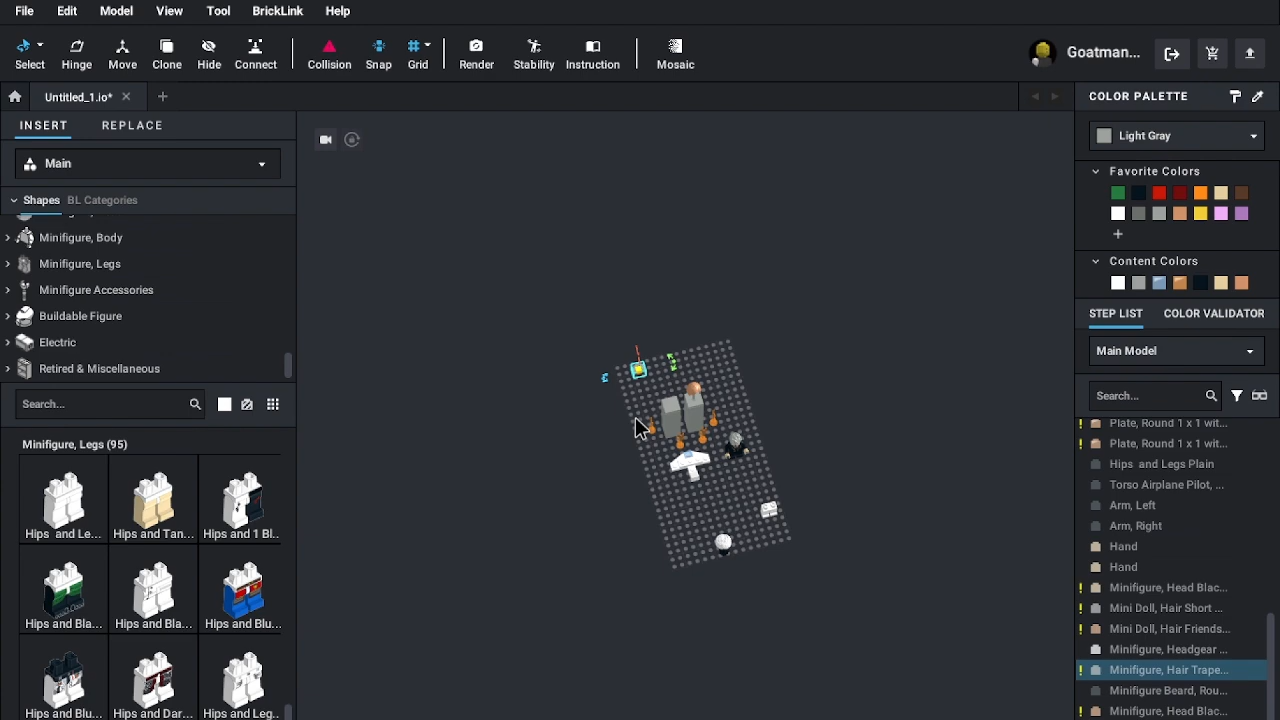 File Edit Model View Tool BrickLink Help
Select Hinge Move Clone Hide Connect Collision Snap Grid Render Stability Instruction Mosaic Goatman...
Untitled_1.io*
COLOR PALETTE
INSERT REPLACE
Light Gray
Main
Favorite Colors
Shapes BL Categories
Minifigure, Body
Minifigure, Legs
Content Colors
Minifigure Accessories
Buildable Figure
STEP LIST COLOR VALIDATOR
Electric
Main Model
Retired & Miscellaneous
Search...
Search...
Plate, Round 1 x 1 wit...
Minifigure, Legs (95)
Plate, Round 1 x 1 wit...
Hips and Legs Plain
Torso Airplane Pilot, ...
Arm, Left
Arm, Right
Hips and Le... Hips and Tan... Hips and 1 Bl..
Hand
Hand
Minifigure, Head Blac...
Mini Doll, Hair Short ...
Hips and Bla... Hips and Bla... Hips and Blu...
Mini Doll, Hair Friends...
Minifigure, Headgear ...
Minifigure, Hair Trape...
Minifigure Beard, Rou...
Minifigure, Head Blac...
Hips and Blu... Hips and Dar... Hips and Leg..